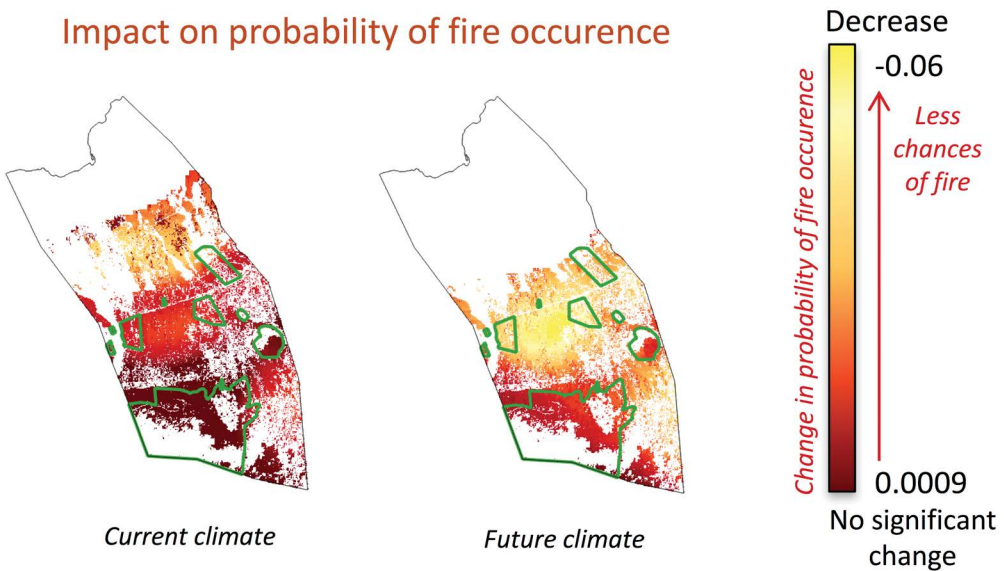 Impact on probability of fire occurence
Decrease
-0.06
Less
chances
of fire
Change in probability of fire occurence
0.0009
No significant
change
Current climate
Future climate